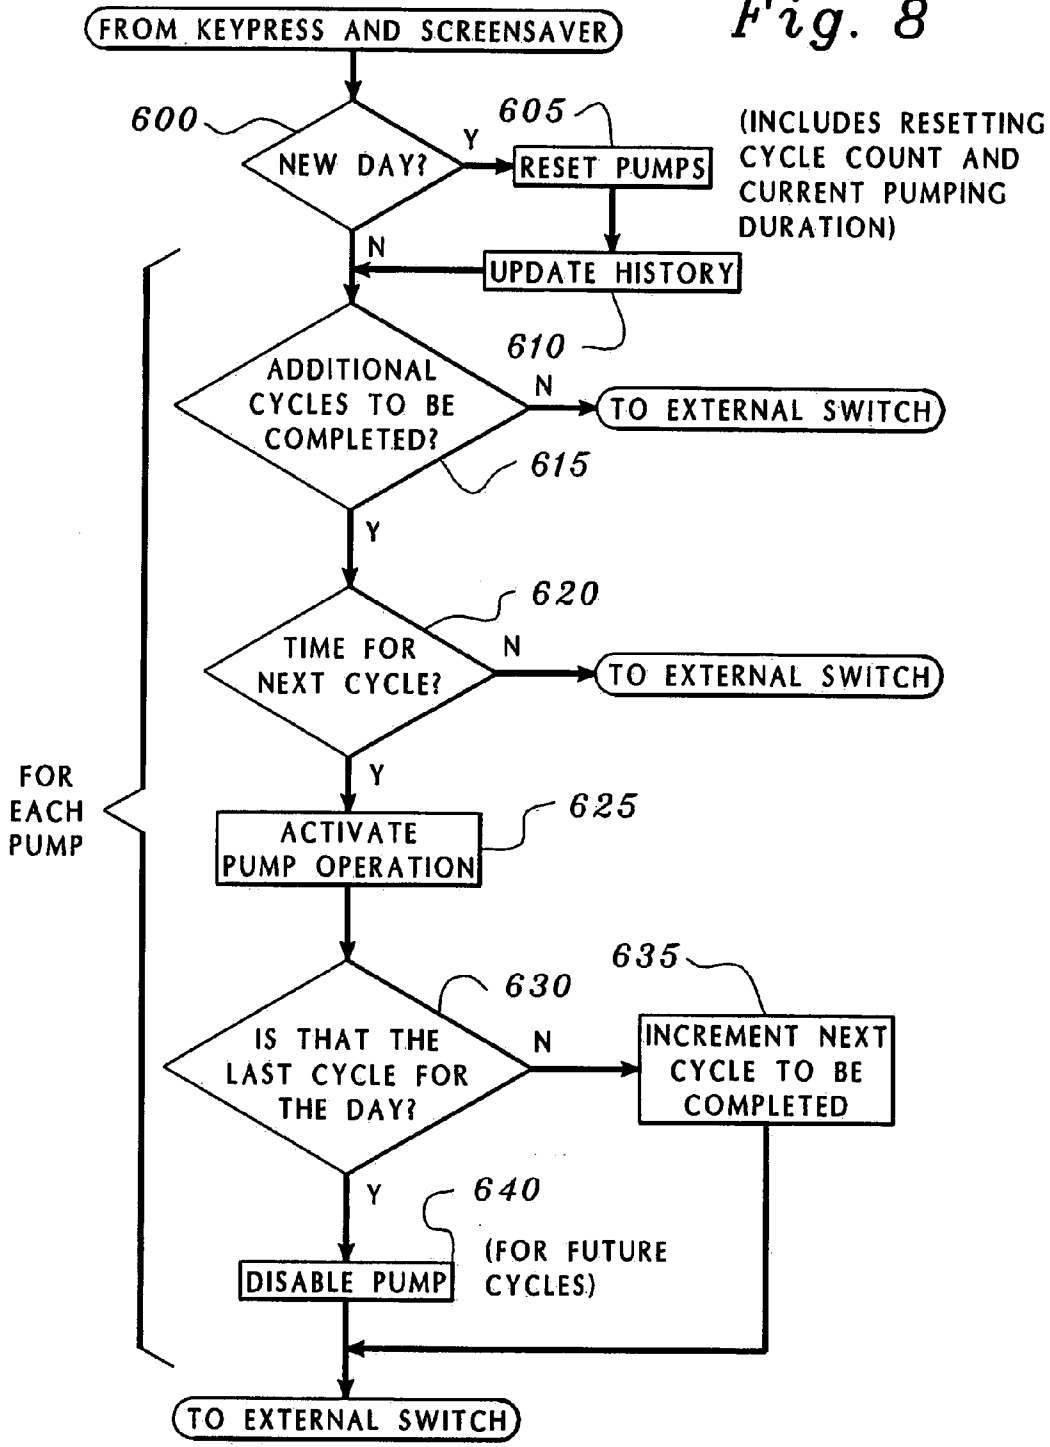 Fig. 8
FROM KEYPRESS AND SCREENSAVER
600
NEW DAY?
Y
605
RESET PUMPS
(INCLUDES RESETTING
CYCLE COUNT AND
CURRENT PUMPING
DURATION)
N
UPDATE HISTORY
610
ADDITIONAL
CYCLES TO BE
COMPLETED?
N
TO EXTERNAL SWITCH
615
Y
620
TIME FOR
NEXT CYCLE?
N
TO EXTERNAL SWITCH
Y
FOR
EACH
PUMP
625
ACTIVATE
PUMP OPERATION
630
IS THAT THE
LAST CYCLE FOR
THE DAY?
N
635
INCREMENT NEXT
CYCLE TO BE
COMPLETED
Y
640
DISABLE PUMP
(FOR FUTURE
CYCLES)
TO EXTERNAL SWITCH